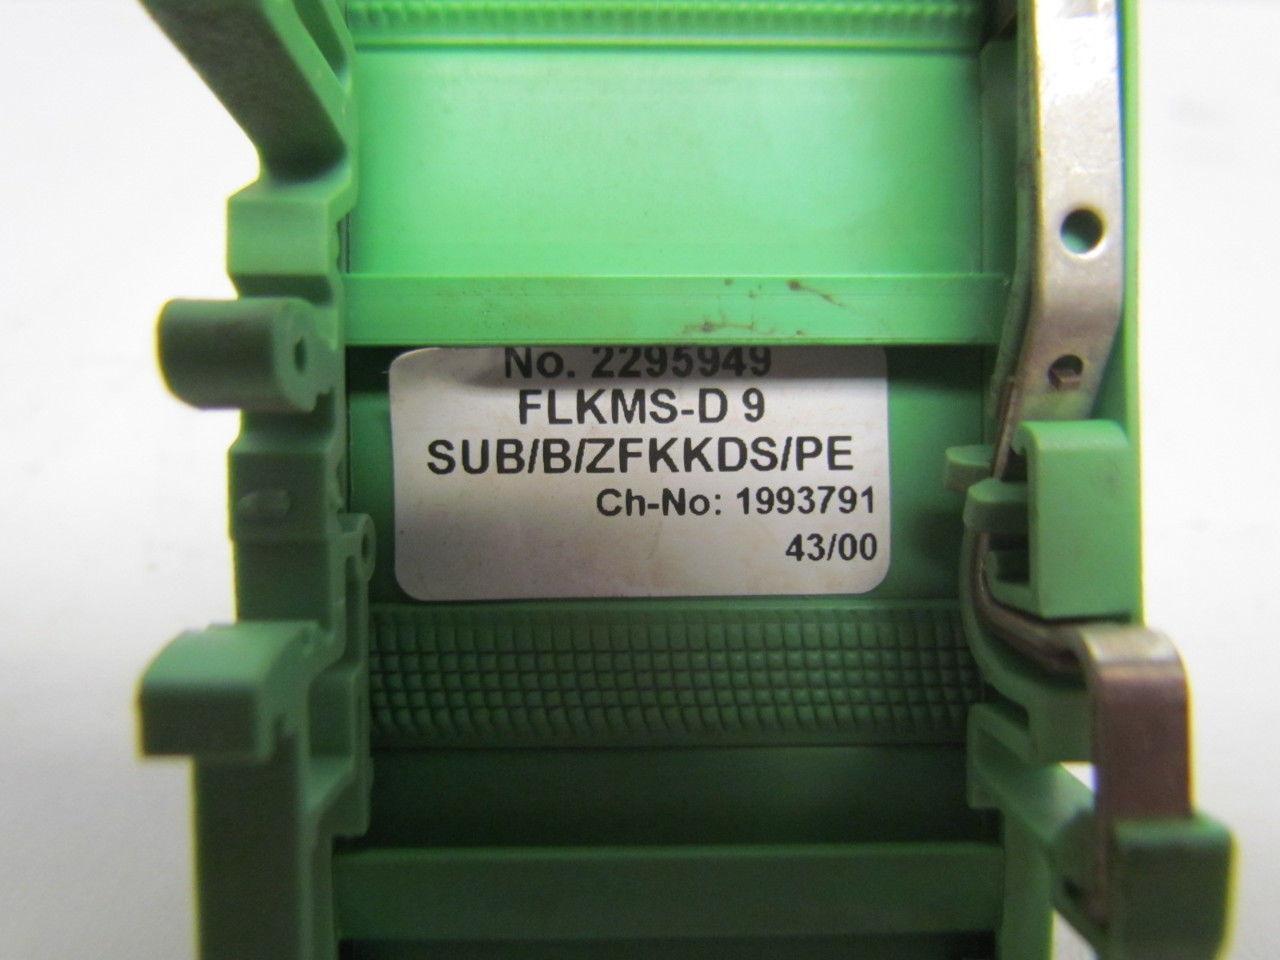 No. 2295949
FLKMS-D 9
SUB/B/ZFKKDS/PE
Ch-No: 1993791
43/00